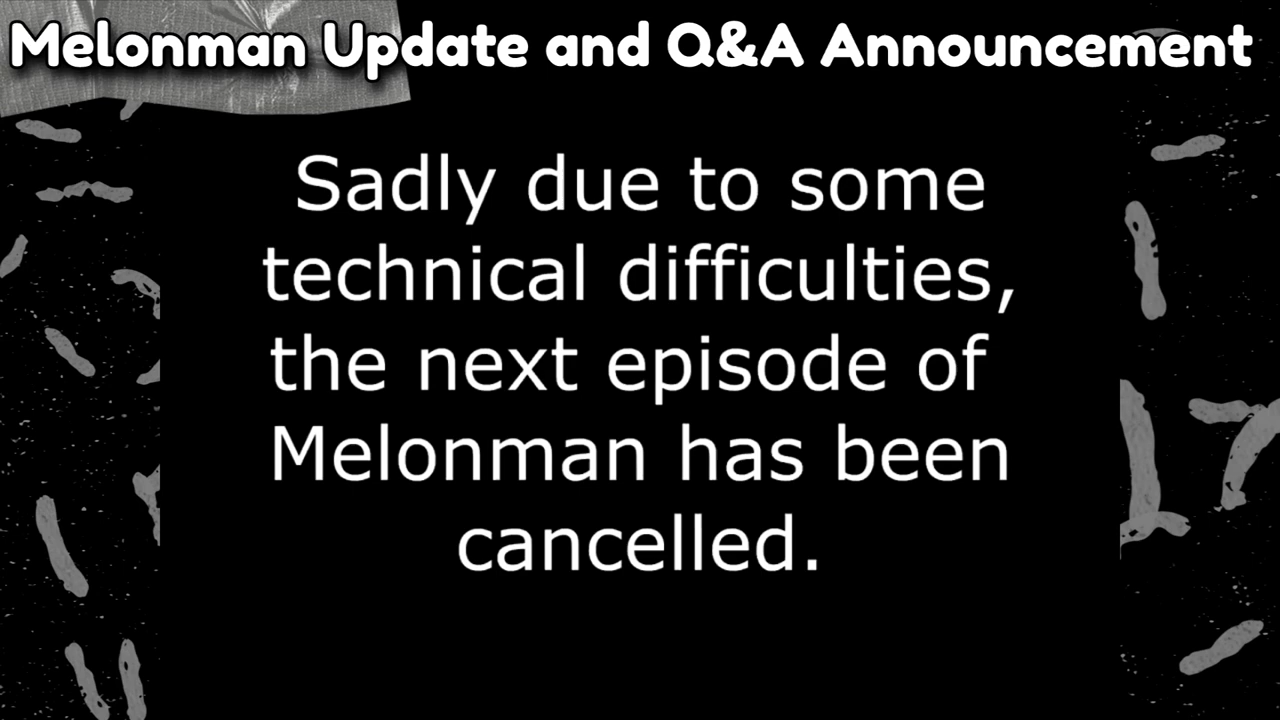 Melonman Update and Q&A Announcement
Sadly due to some
technical difficulties,
the next episode of
Melonman has been
cancelled.